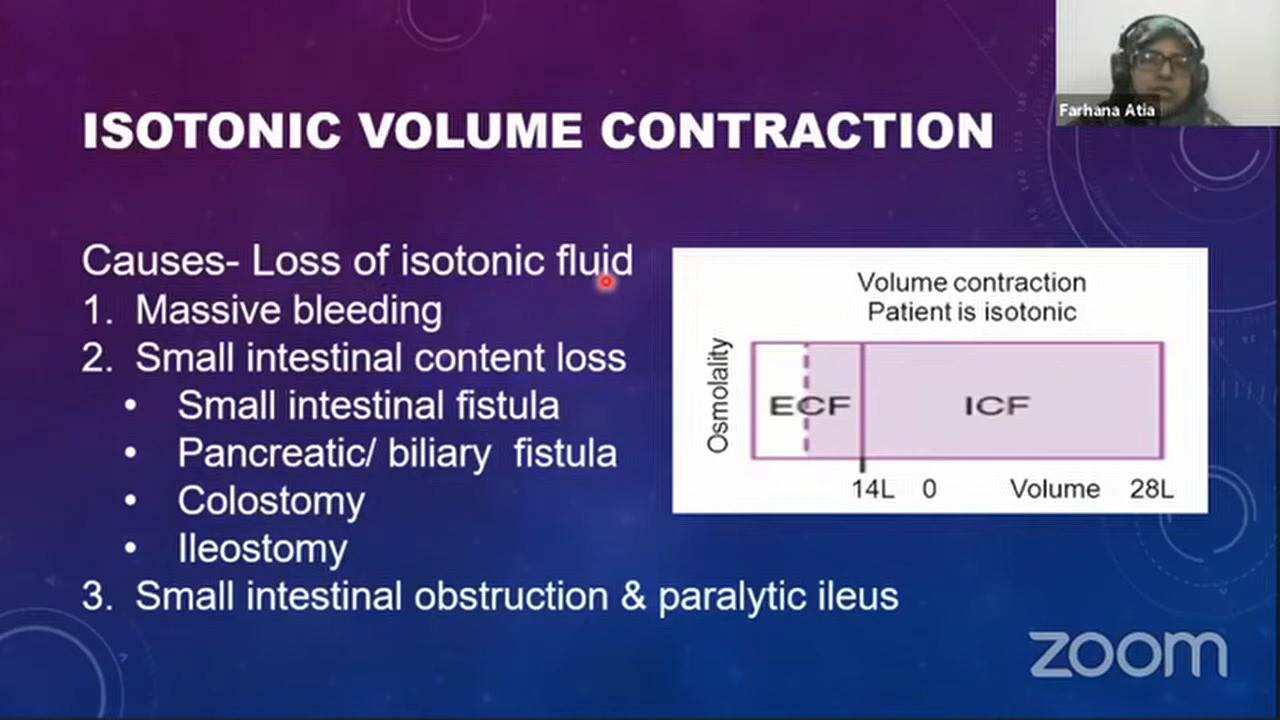 Farhana Atia
ISOTONIC VOLUME CONTRACTION
Causes- Loss of isotonic fluid
1. Massive bleeding
2. Small intestinal content loss
• Small intestinal fistula
• Pancreatic/ biliary fistula
• Colostomy
• Ileostomy
3. Small intestinal obstruction & paralytic ileus
Volume contraction
Patient is isotonic
Osmolality
ECF ICF
14L 0 Volume 28L
zoom